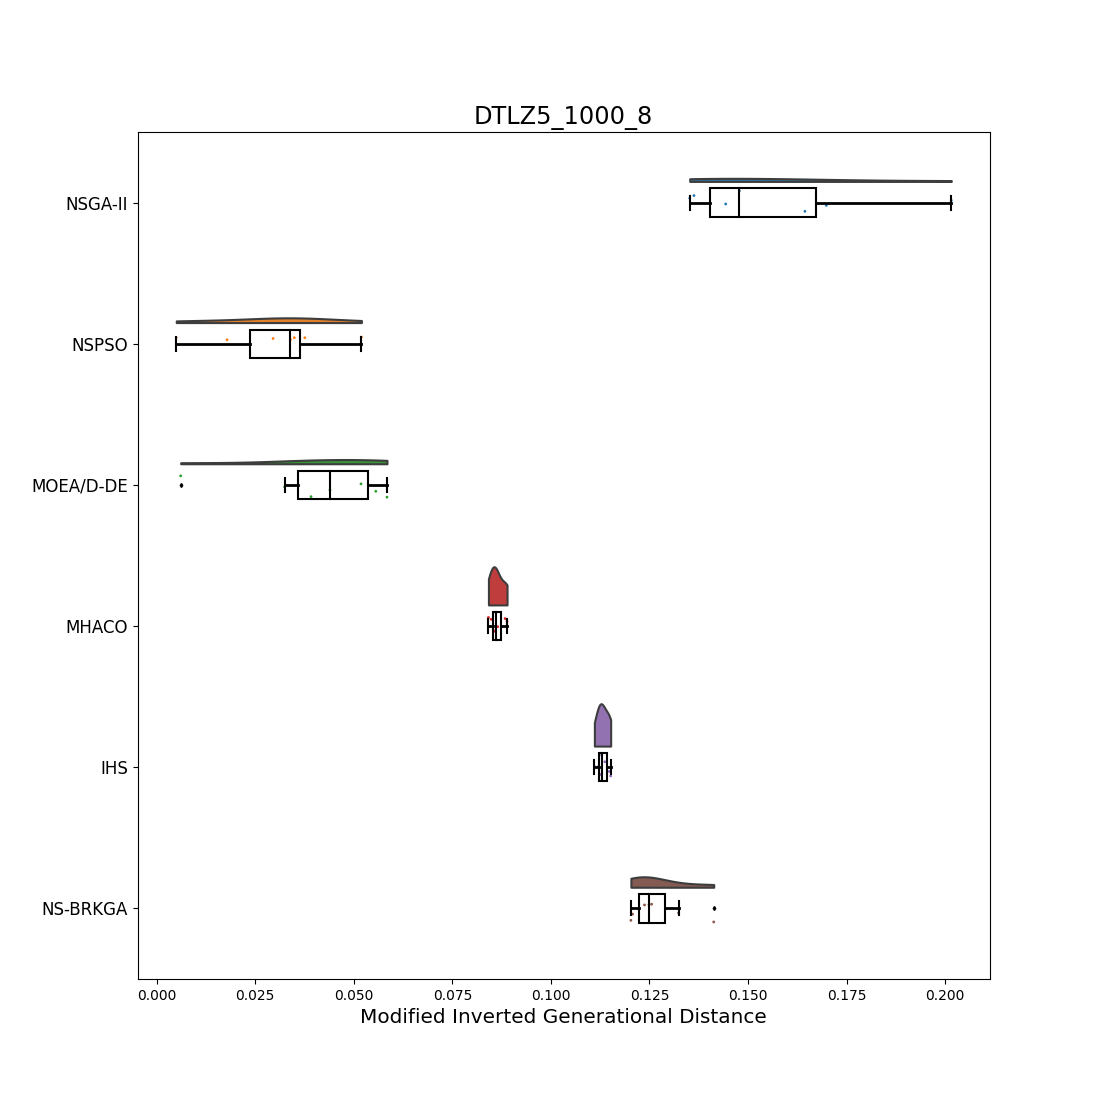 DTLZ5_1000_8
NSGA-II
NSPSO
MOEA/D-DE
MHACO
IHS
NS-BRKGA
0.000 0.025 0.050 0.075 0.100 0.125 0.150 0.175 0.200
Modified Inverted Generational Distance